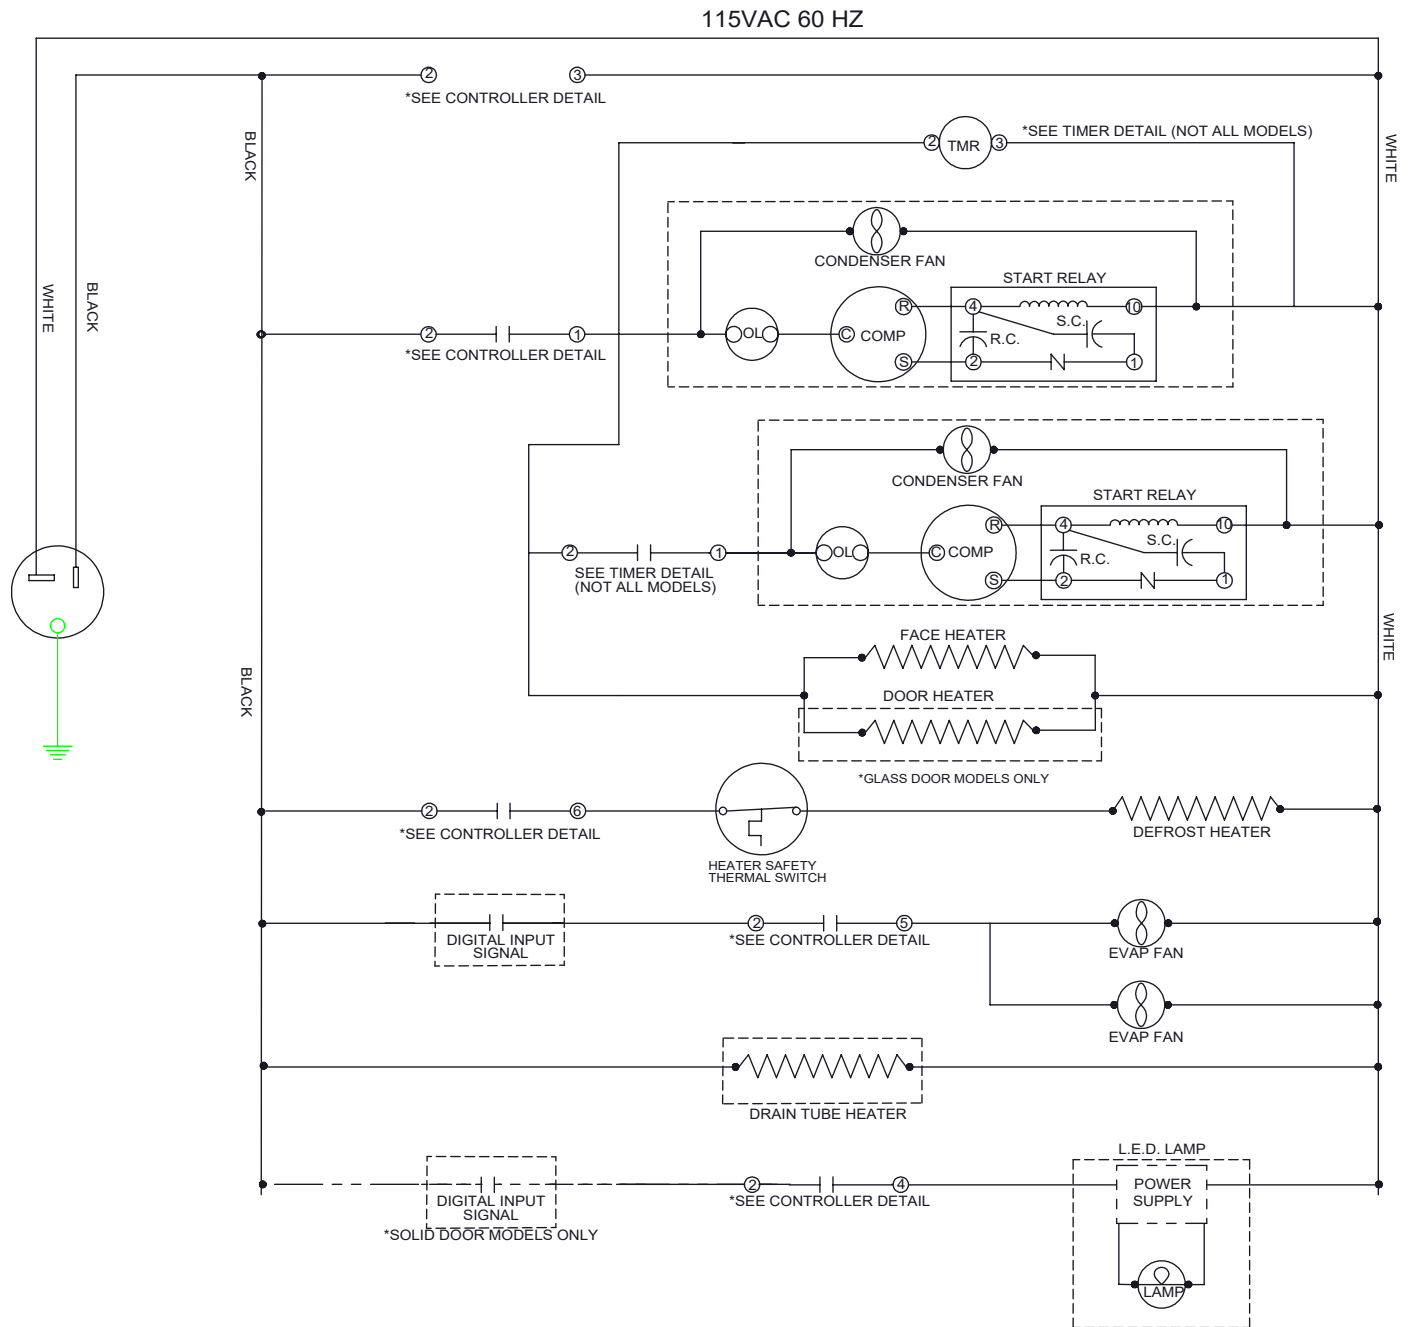 115VAC 60 HZ
2
3
*SEE CONTROLLER DETAIL
BLACK
WHITE
2
TMR
3
*SEE TIMER DETAIL (NOT ALL MODELS)
CONDENSER FAN
START RELAY
WHITE
BLACK
2
1
*SEE CONTROLLER DETAIL
OL
C
COMP
R
S
4
10
S.C.
R.C.
2
N
1
CONDENSER FAN
START RELAY
2
1
SEE TIMER DETAIL
(NOT ALL MODELS)
OL
C
COMP
R
S
4
10
S.C.
R.C.
2
N
1
WHITE
BLACK
FACE HEATER
DOOR HEATER
*GLASS DOOR MODELS ONLY
2
6
*SEE CONTROLLER DETAIL
HEATER SAFETY
THERMAL SWITCH
DEFROST HEATER
DIGITAL INPUT
SIGNAL
2
5
*SEE CONTROLLER DETAIL
EVAP FAN
EVAP FAN
DRAIN TUBE HEATER
L.E.D. LAMP
DIGITAL INPUT
SIGNAL
*SOLID DOOR MODELS ONLY
2
4
*SEE CONTROLLER DETAIL
POWER
SUPPLY
LAMP